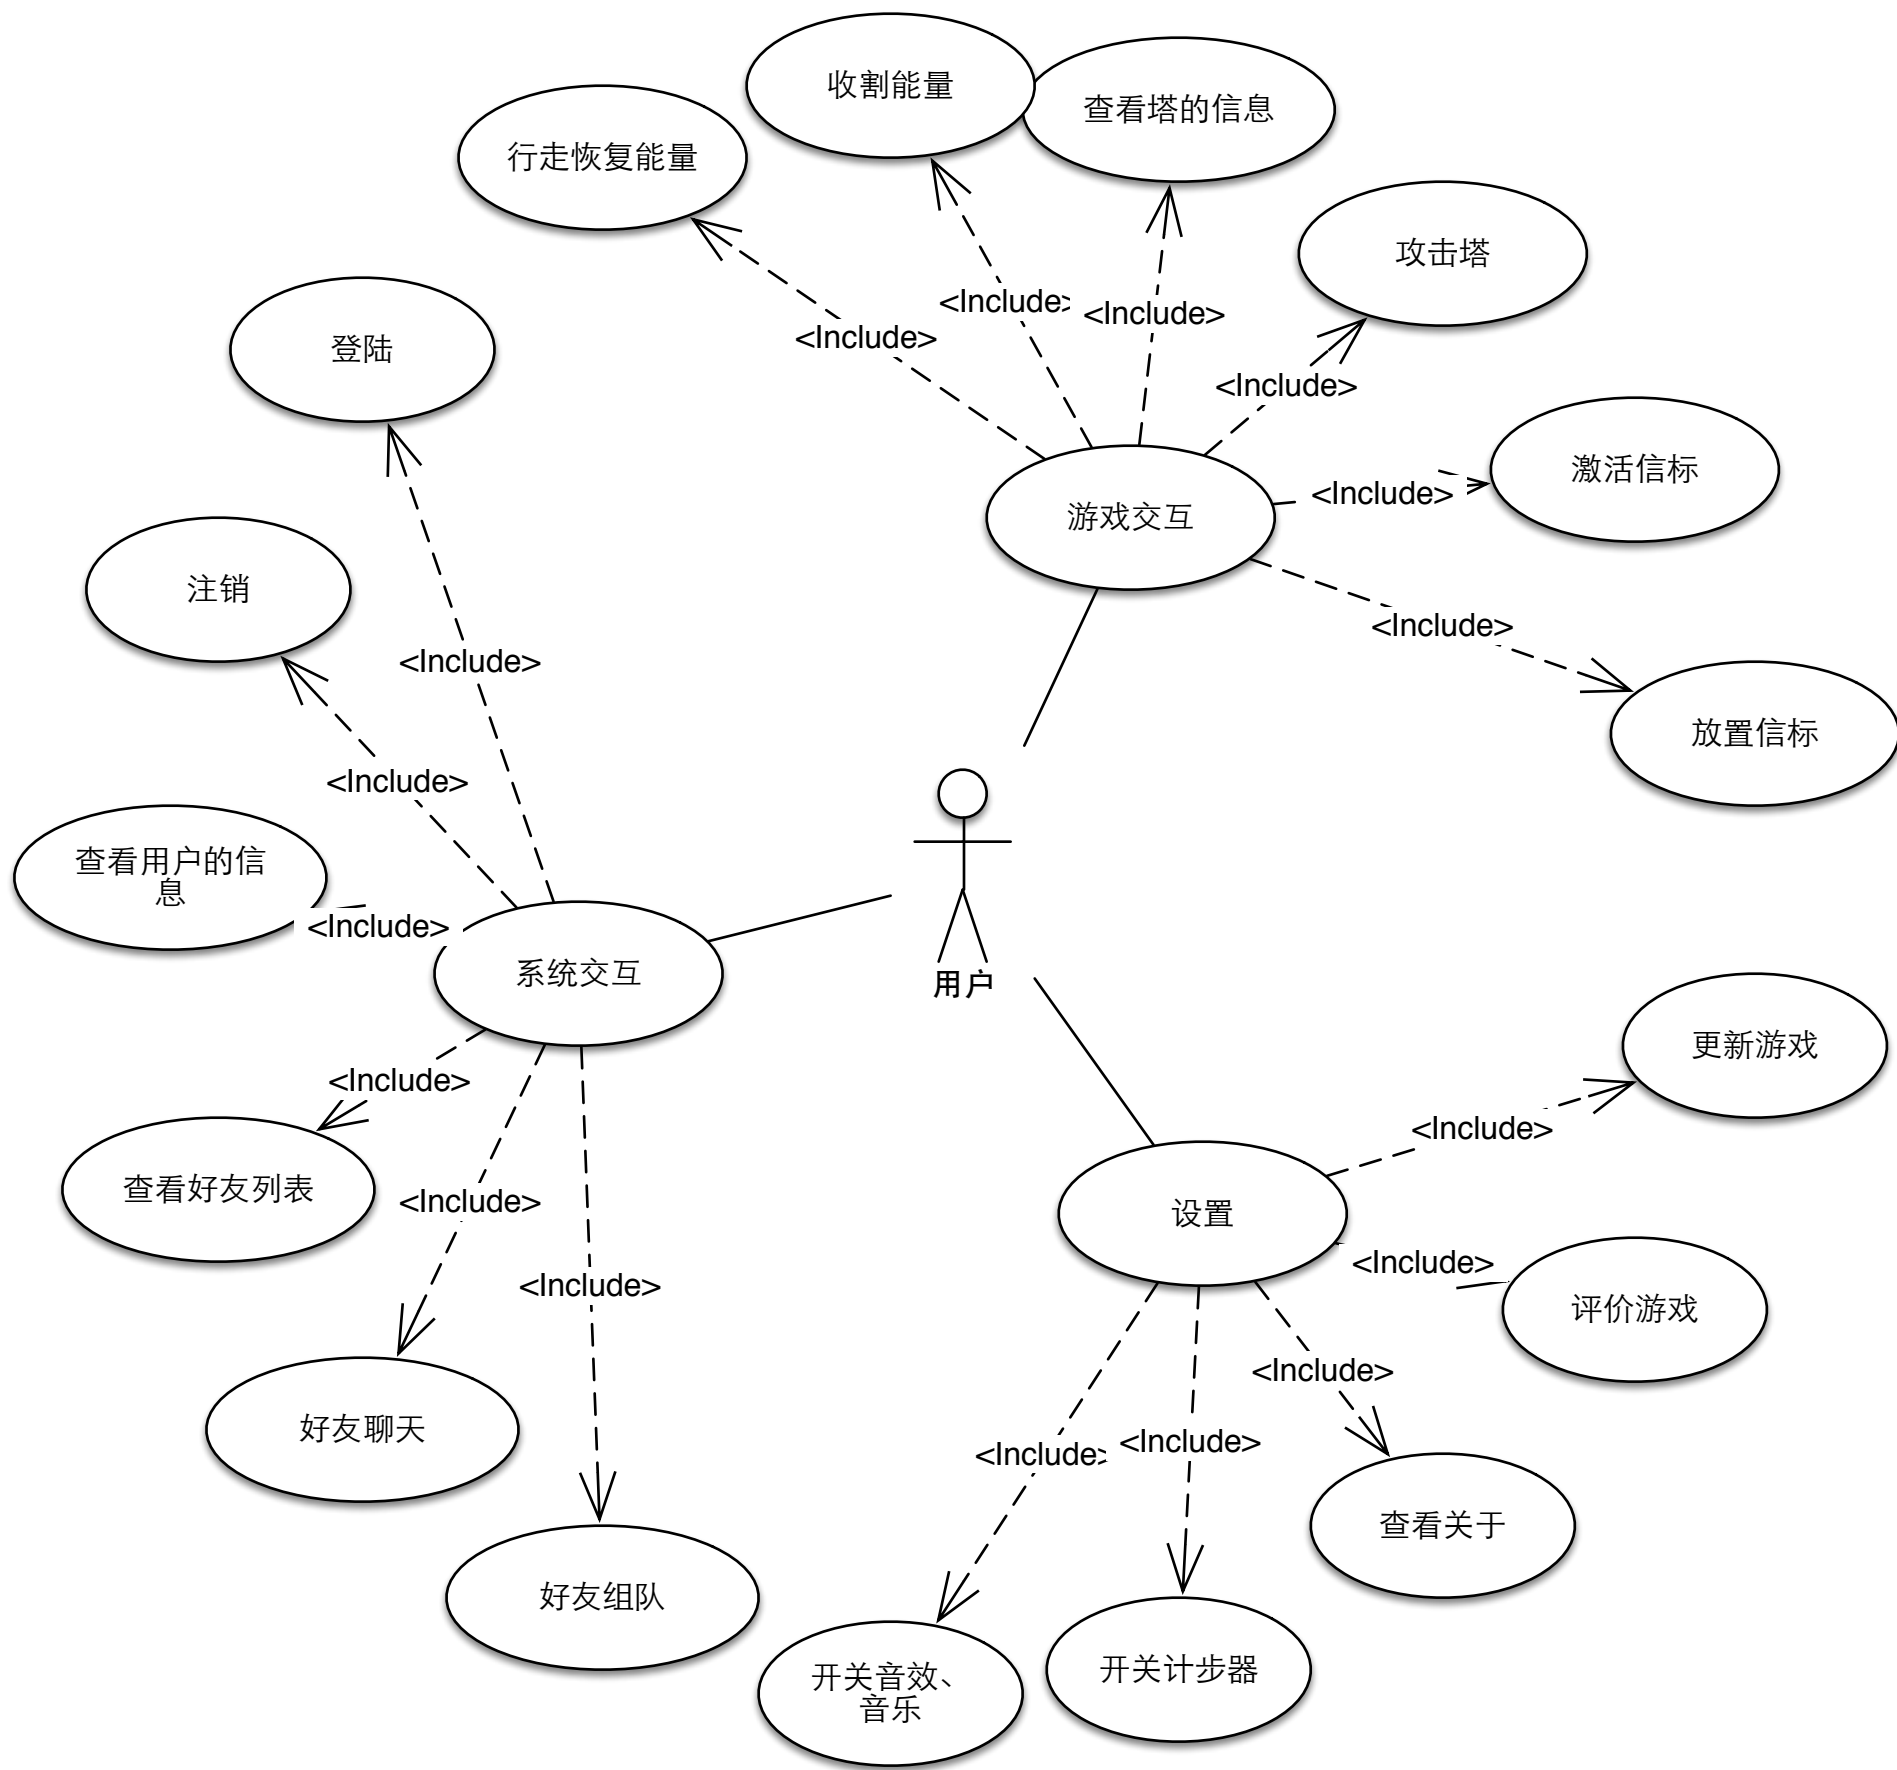 收割能量
查看塔的信息
行走恢复能量
攻击塔
<Include>
<Include>
<Include>
登陆
<Include>
激活信标
<Include>
游戏交互
注销
<Include>
<Include>
放置信标
<Include>
查看用户的信
息
<Include>
系统交互
用户
更新游戏
<Include>
<Include>
查看好友列表
<Include>
设置
<Include>
<Include>
评价游戏
<Include>
好友聊天
<Include>
<Include>
查看关于
好友组队
开关计步器
开关音效、
音乐